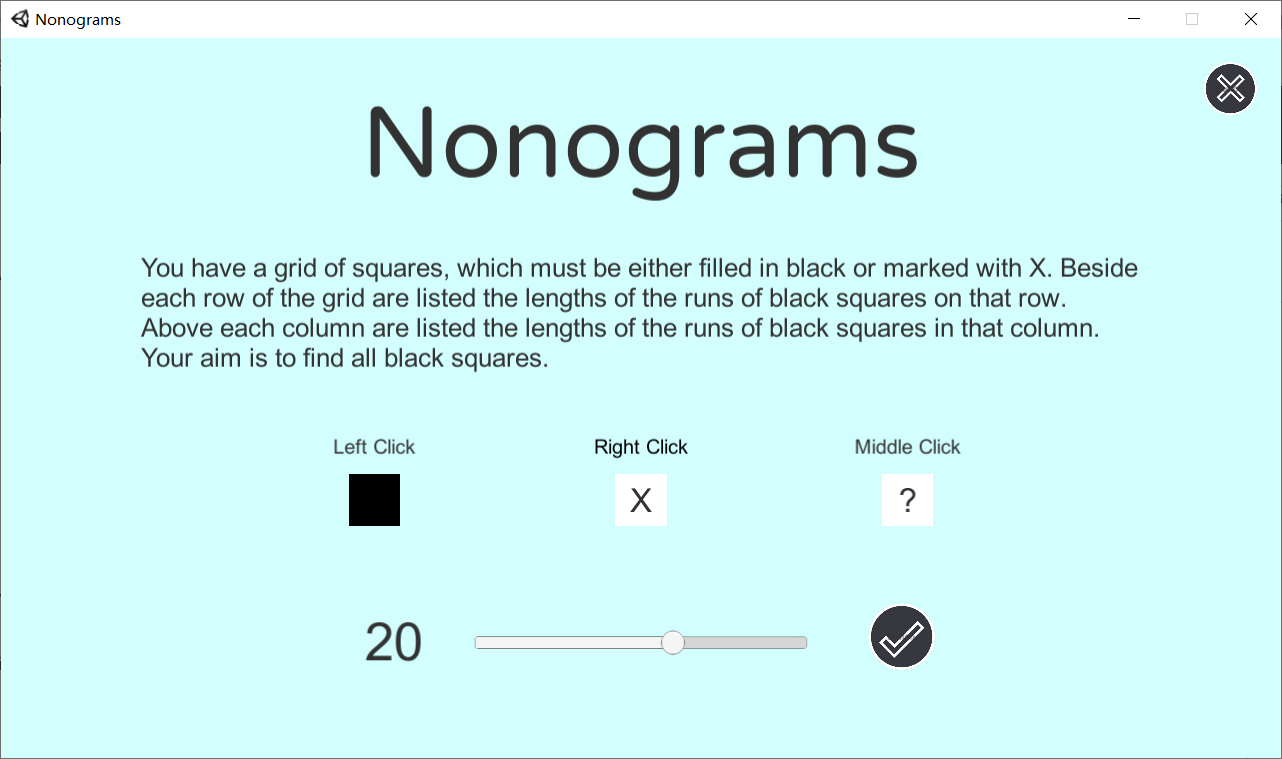 Nonograms
Nonograms
You have a grid of squares, which must be either filled in black or marked with X. Beside
each row of the grid are listed the lengths of the runs of black squares on that row.
Above each column are listed the lengths of the runs of black squares in that column.
Your aim is to find all black squares.
Left Click Right Click Middle Click
X ?
20